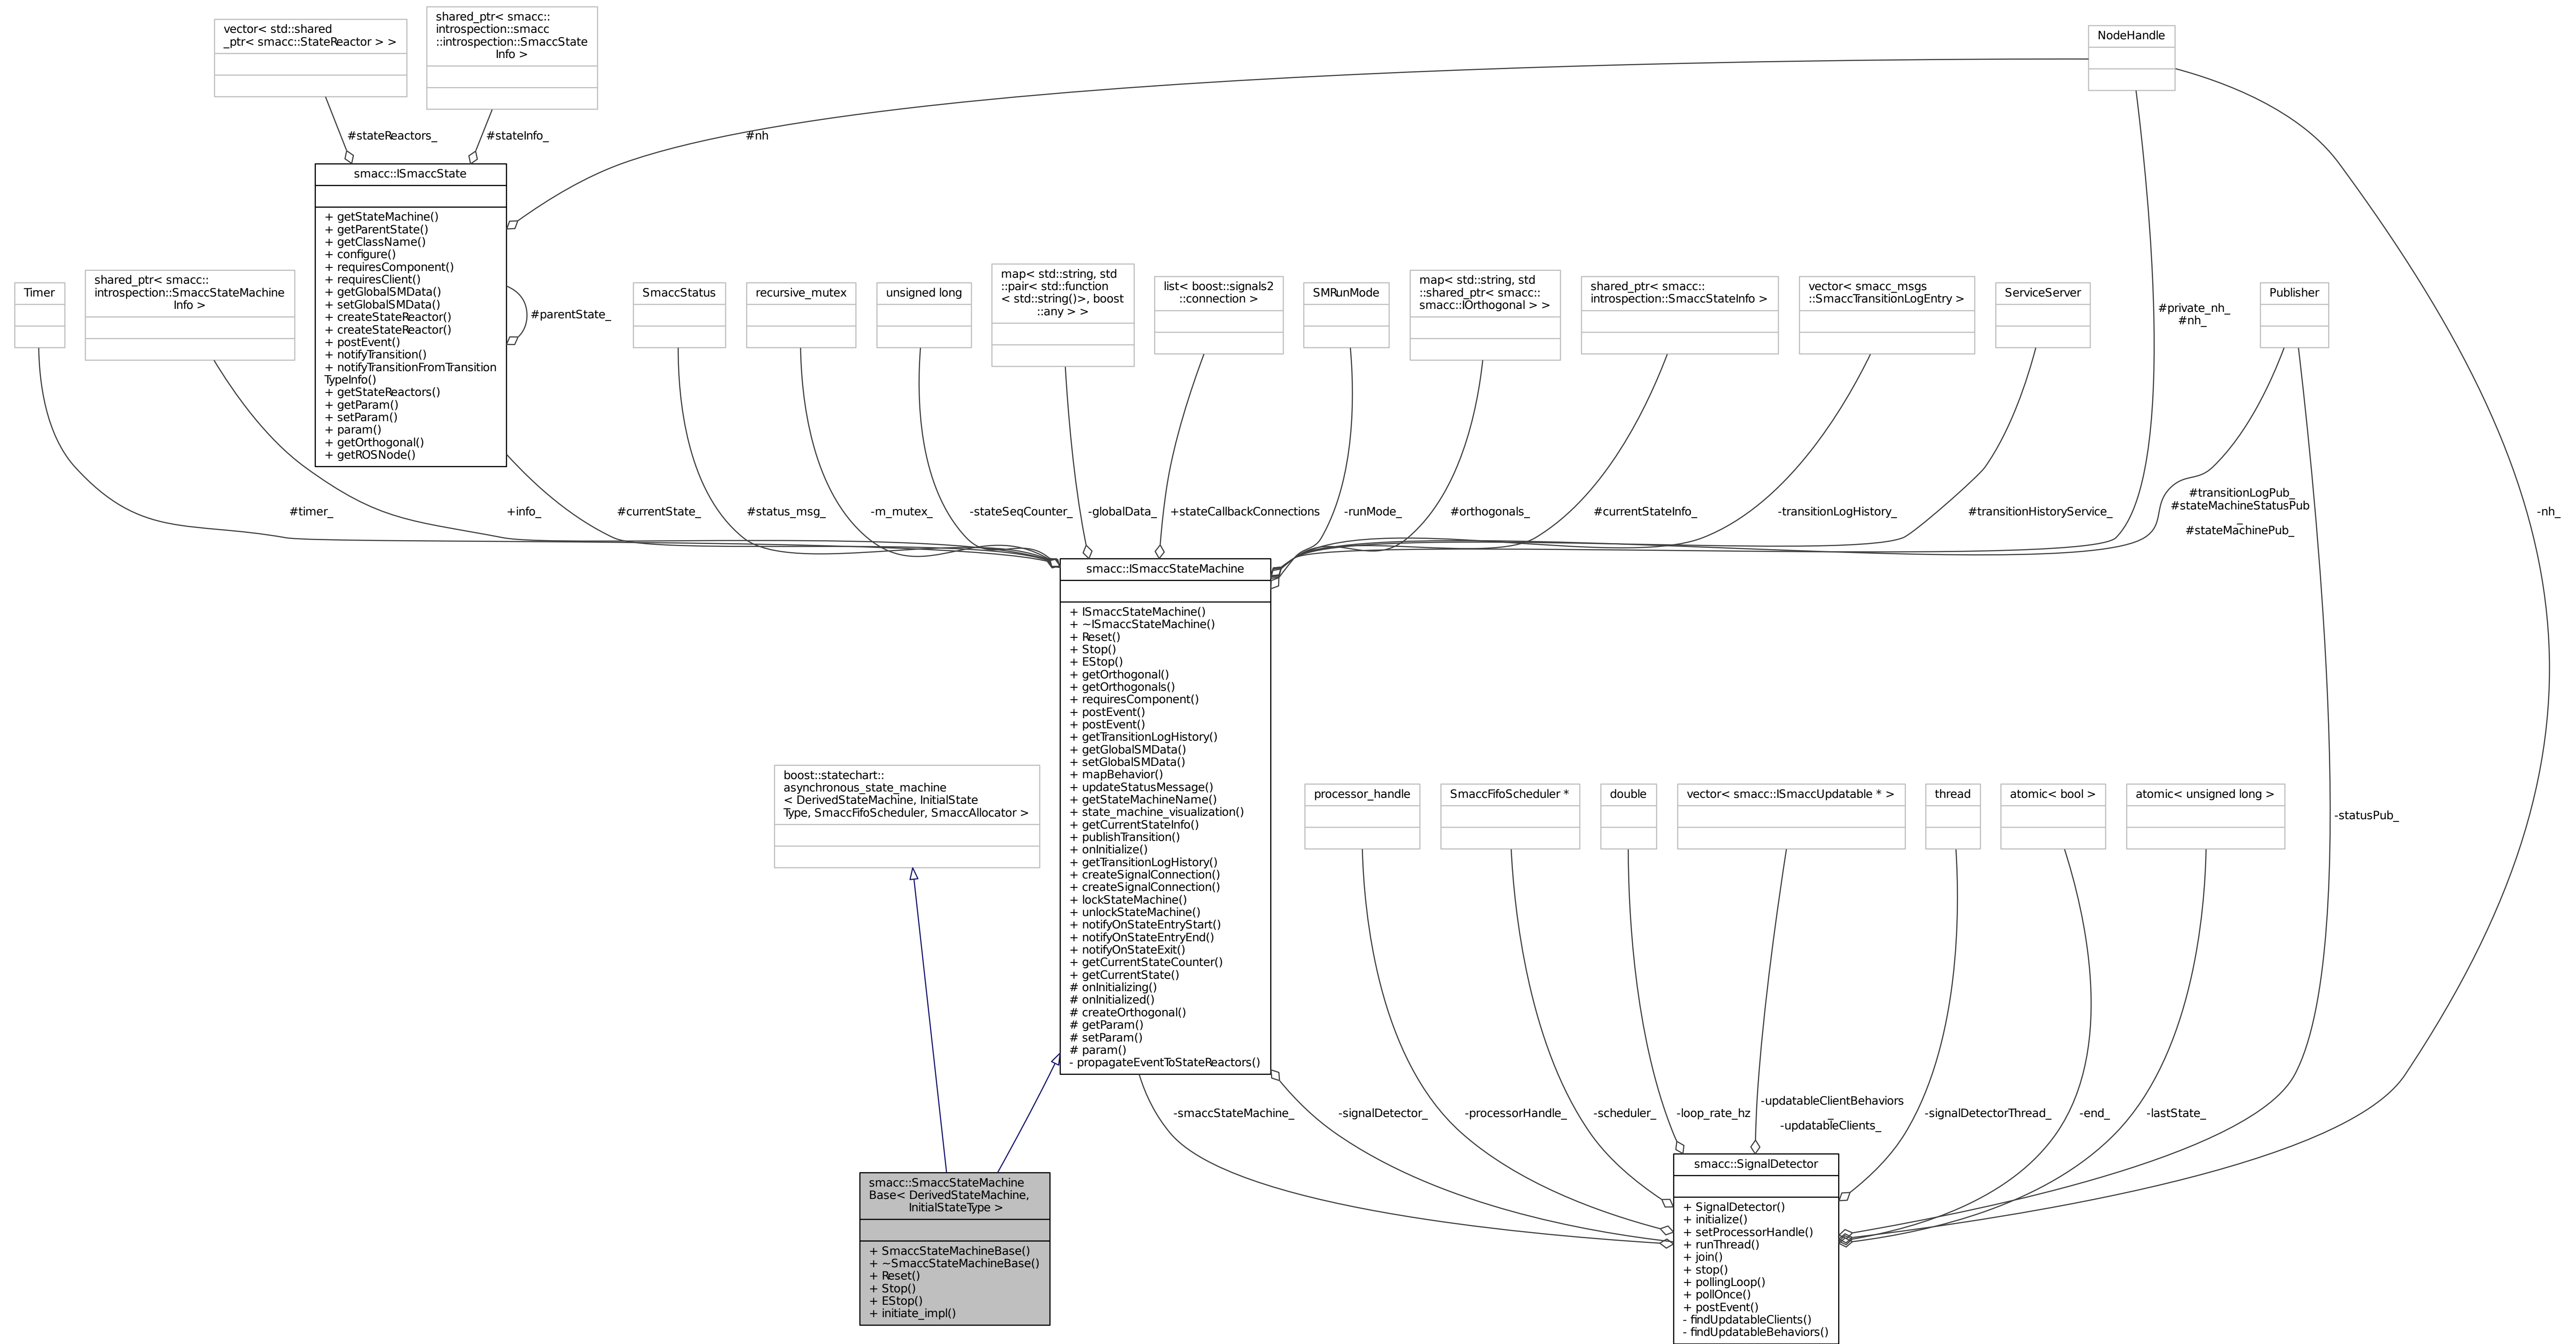 vector< std::shared
_ptr< smacc::StateReactor > >
shared_ptr< smacc::
introspection::smacc
::introspection::SmaccState
Info >
NodeHandle
#stateReactors_
#stateInfo_
#nh
smacc::ISmaccState
+ getStateMachine()
+ getParentState()
+ getClassName()
+ configure()
+ requiresComponent()
+ requiresClient()
+ getGlobalSMData()
+ setGlobalSMData()
+ createStateReactor()
+ createStateReactor()
+ postEvent()
+ notifyTransition()
+ notifyTransitionFromTransition
TypeInfo()
+ getStateReactors()
+ getParam()
+ setParam()
+ param()
+ getOrthogonal()
+ getROSNode()
#parentState_
Timer
shared_ptr< smacc::
introspection::SmaccStateMachine
Info >
SmaccStatus
recursive_mutex
unsigned long
map< std::string, std
::pair< std::function
< std::string()>, boost
::any > >
list< boost::signals2
::connection >
SMRunMode
map< std::string, std
::shared_ptr< smacc::
smacc::IOrthogonal > >
shared_ptr< smacc::
introspection::SmaccStateInfo >
vector< smacc_msgs
::SmaccTransitionLogEntry >
ServiceServer
#private_nh_
#nh_
Publisher
#timer_
+info_
#currentState_
#status_msg_
-m_mutex_
-stateSeqCounter_
-globalData_
+stateCallbackConnections
-runMode_
#orthogonals_
#currentStateInfo_
-transitionLogHistory_
#transitionHistoryService_
#transitionLogPub_
#stateMachineStatusPub
_
#stateMachinePub_
-nh_
smacc::ISmaccStateMachine
+ ISmaccStateMachine()
+ ~ISmaccStateMachine()
+ Reset()
+ Stop()
+ EStop()
+ getOrthogonal()
+ getOrthogonals()
+ requiresComponent()
+ postEvent()
+ postEvent()
+ getTransitionLogHistory()
+ getGlobalSMData()
+ setGlobalSMData()
+ mapBehavior()
+ updateStatusMessage()
+ getStateMachineName()
+ state_machine_visualization()
+ getCurrentStateInfo()
+ publishTransition()
+ onInitialize()
+ getTransitionLogHistory()
+ createSignalConnection()
+ createSignalConnection()
+ lockStateMachine()
+ unlockStateMachine()
+ notifyOnStateEntryStart()
+ notifyOnStateEntryEnd()
+ notifyOnStateExit()
+ getCurrentStateCounter()
+ getCurrentState()
# onInitializing()
# onInitialized()
# createOrthogonal()
# getParam()
# setParam()
# param()
- propagateEventToStateReactors()
boost::statechart::
asynchronous_state_machine
< DerivedStateMachine, InitialState
Type, SmaccFifoScheduler, SmaccAllocator >
processor_handle
SmaccFifoScheduler *
double
vector< smacc::ISmaccUpdatable * >
thread
atomic< bool >
atomic< unsigned long >
-statusPub_
-smaccStateMachine_
-signalDetector_
-processorHandle_
-scheduler_
-loop_rate_hz
-updatableClientBehaviors
_
-updatableClients_
-signalDetectorThread_
-end_
-lastState_
smacc::SmaccStateMachine
Base< DerivedStateMachine,
InitialStateType >
+ SmaccStateMachineBase()
+ ~SmaccStateMachineBase()
+ Reset()
+ Stop()
+ EStop()
+ initiate_impl()
smacc::SignalDetector
+ SignalDetector()
+ initialize()
+ setProcessorHandle()
+ runThread()
+ join()
+ stop()
+ pollingLoop()
+ pollOnce()
+ postEvent()
- findUpdatableClients()
- findUpdatableBehaviors()